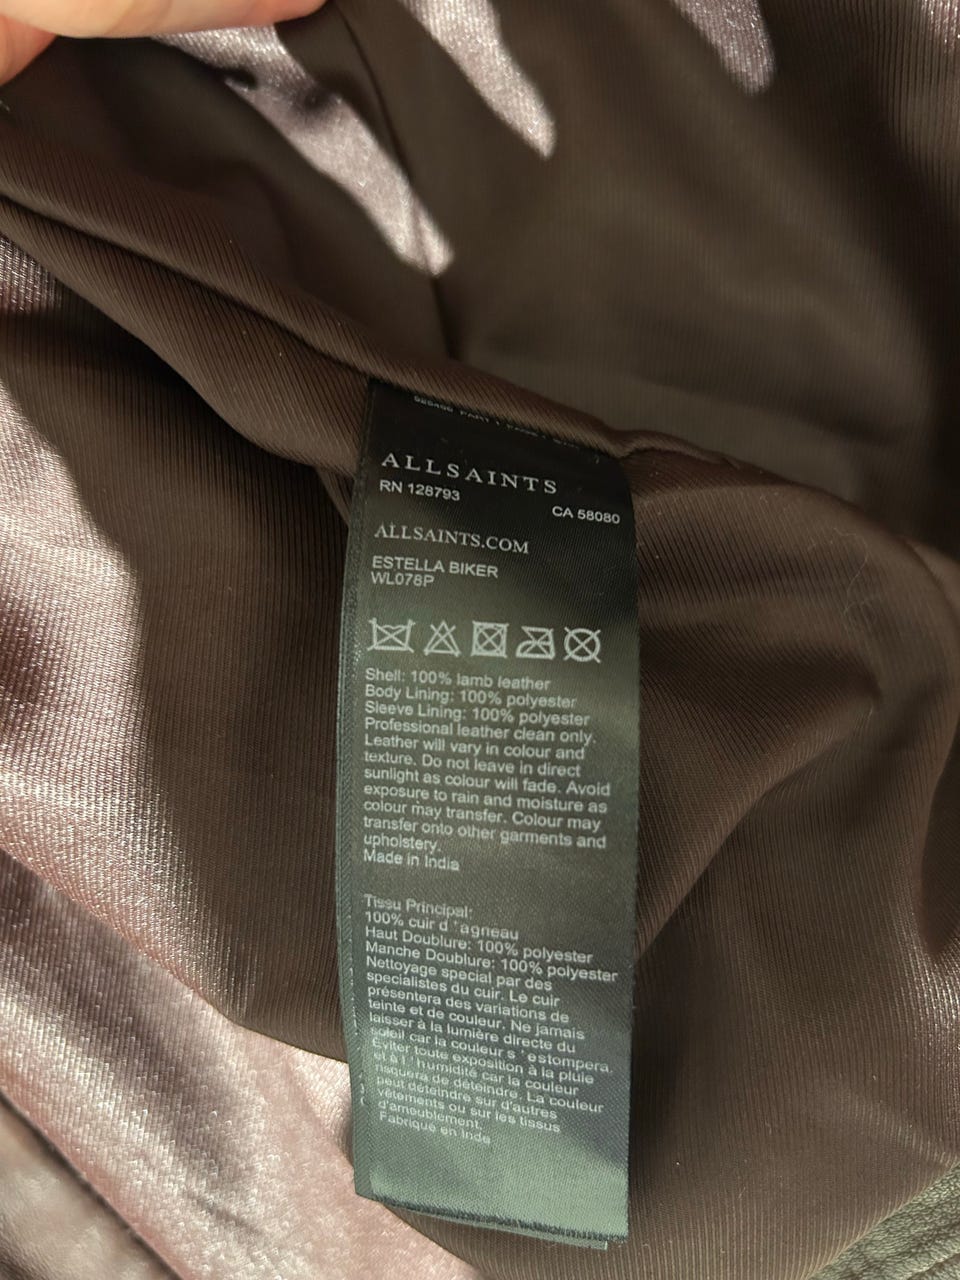 ALLSAINTS
RN 128793
CA 58080
ALLSAINTS.COM
ESTELLA BIKER
WL078P
Shell: 100% lamb leather
Body Lining: 100% polyester
Sleeve Lining: 100% polyester
Professional leather clean only.
Leather will vary in colour and
texture. Do not leave in direct
sunlight as colour will fade. Avoid
exposure to rain and moisture as
colour may transfer. Colour may
transfer onto other garments and
upholstery.
Made in India
Tissu Principal:
100% cuir d 'agneau
Haut Doublure: 100% polyester
Manche Doublure: 100% polyester
Nettoyage special par des
specialistes du cuir. Le cuir
présentera des variations de
teinte et de couleur. Ne jamais
laisser à la lumière directe du
soleil car la couleur s 'estompera.
Éviter toute exposition à la pluie
et à l 'humidité car la couleur
risquera de déteindre. La couleur
peut déteindre sur d'autres
vêtements ou sur les tissus
d'ameublement.
Fabriqué en Inde